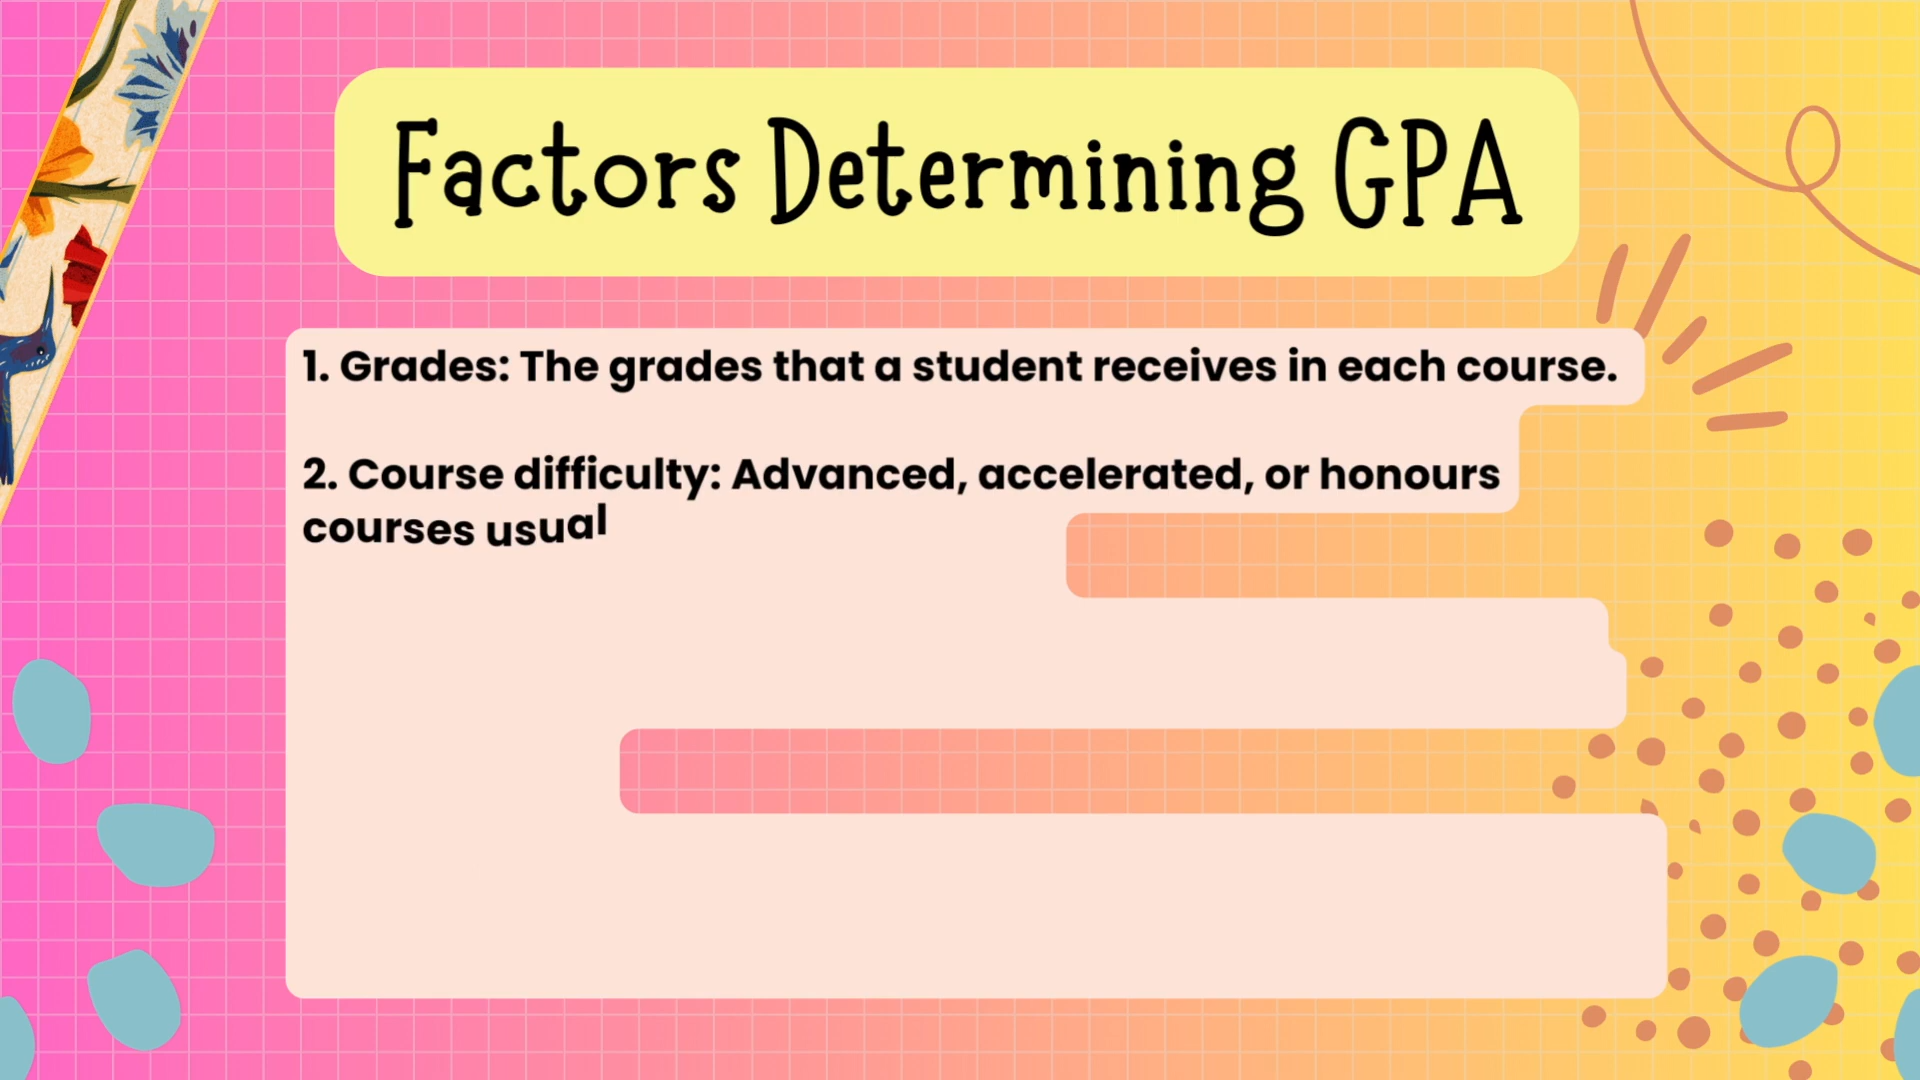 Factors Determining GPA
1. Grades: The grades that a student receives in each course.
2. Course difficulty: Advanced, accelerated, or honours
courses usual